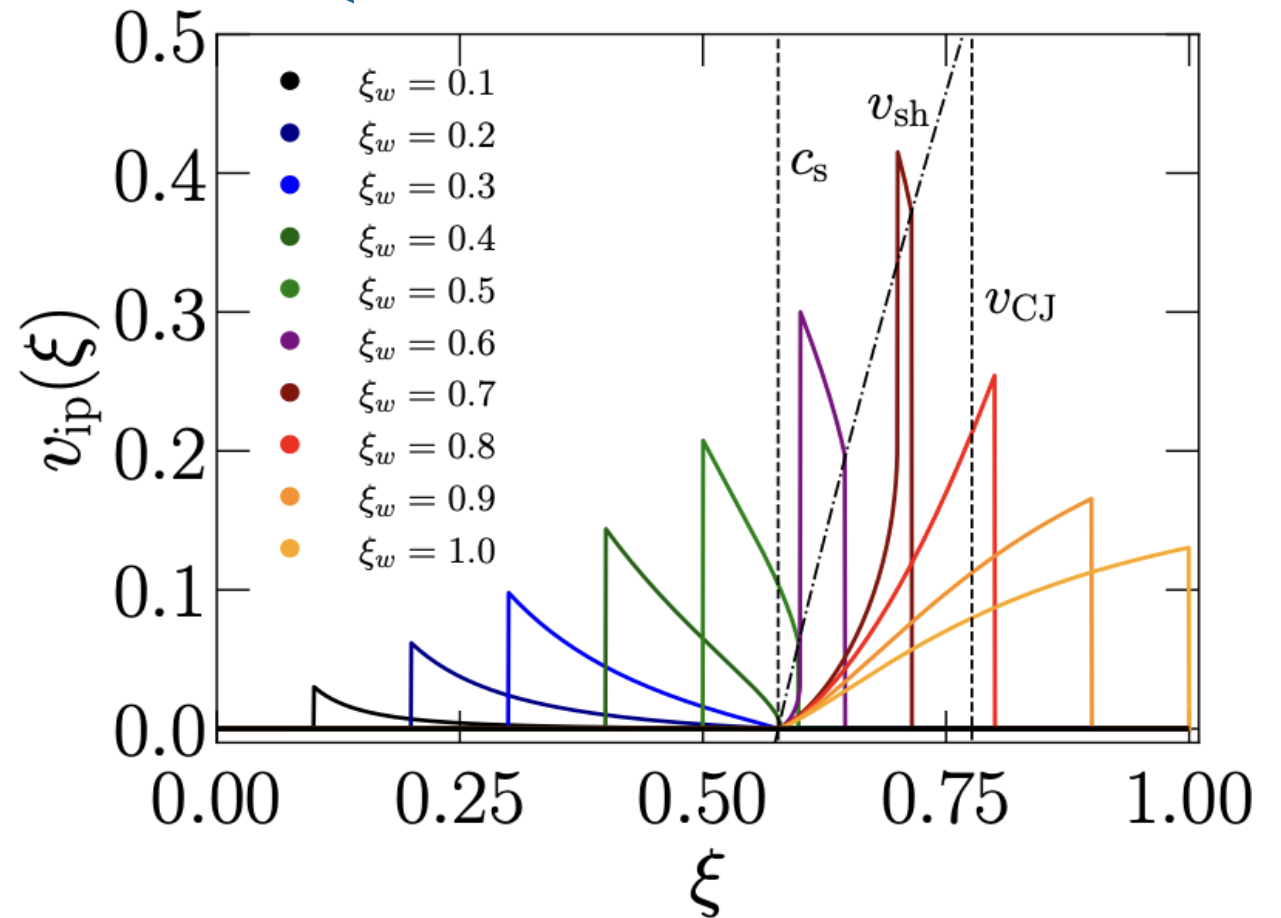 0.5
0.4
0.3
0.2
0.1
0.0
v_ip(ξ)
ξ_w = 0.1
ξ_w = 0.2
ξ_w = 0.3
ξ_w = 0.4
ξ_w = 0.5
ξ_w = 0.6
ξ_w = 0.7
ξ_w = 0.8
ξ_w = 0.9
ξ_w = 1.0
v_sh
c_s
v_CJ
0.00 0.25 0.50 0.75 1.00
ξ